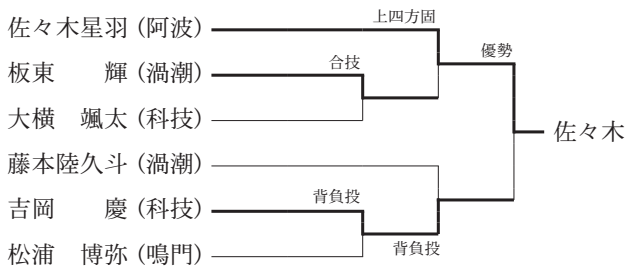 上四方固
佐々木星羽(阿波)
優勢
合技
板東　輝(渦潮)
大横　颯太(科技)
佐々木
藤本陸久斗(渦潮)
背負投
吉岡　慶(科技)
背負投
松浦　博弥(鳴門)